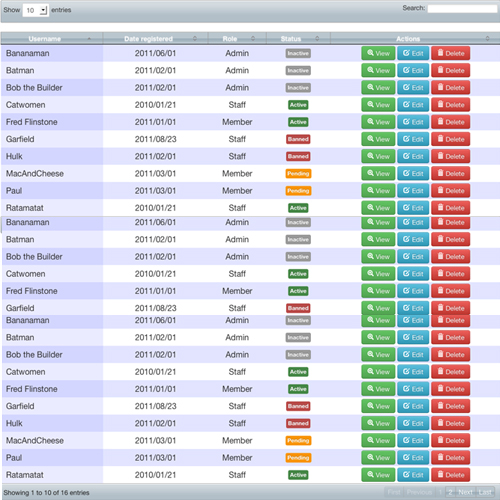 Show 10 entries Search:
Username Date registered Role Status Actions
Bananaman 2011/06/01 Admin Inactive View Edit Delete
Batman 2011/02/01 Admin Inactive View Edit Delete
Bob the Builder 2011/02/01 Admin Inactive View Edit Delete
Catwomen 2010/01/21 Staff Active View Edit Delete
Fred Flinstone 2011/01/01 Member Active View Edit Delete
Garfield 2011/08/23 Staff Banned View Edit Delete
Hulk 2011/02/01 Staff Banned View Edit Delete
MacAndCheese 2011/03/01 Member Pending View Edit Delete
Paul 2011/03/01 Member Pending View Edit Delete
Ratamatat 2010/01/21 Staff Active View Edit Delete
Bananaman 2011/06/01 Admin Inactive View Edit Delete
Batman 2011/02/01 Admin Inactive View Edit Delete
Bob the Builder 2011/02/01 Admin Inactive View Edit Delete
Catwomen 2010/01/21 Staff Active View Edit Delete
Fred Flinstone 2011/01/01 Member Active View Edit Delete
Garfield 2011/08/23 Staff Banned View Edit Delete
Bananaman 2011/06/01 Admin Inactive View Edit Delete
Batman 2011/02/01 Admin Inactive View Edit Delete
Bob the Builder 2011/02/01 Admin Inactive View Edit Delete
Catwomen 2010/01/21 Staff Active View Edit Delete
Fred Flinstone 2011/01/01 Member Active View Edit Delete
Garfield 2011/08/23 Staff Banned View Edit Delete
Hulk 2011/02/01 Staff Banned View Edit Delete
MacAndCheese 2011/03/01 Member Pending View Edit Delete
Paul 2011/03/01 Member Pending View Edit Delete
Ratamatat 2010/01/21 Staff Active View Edit Delete
Showing 1 to 10 of 16 entries First Previous 1 2 Next Last